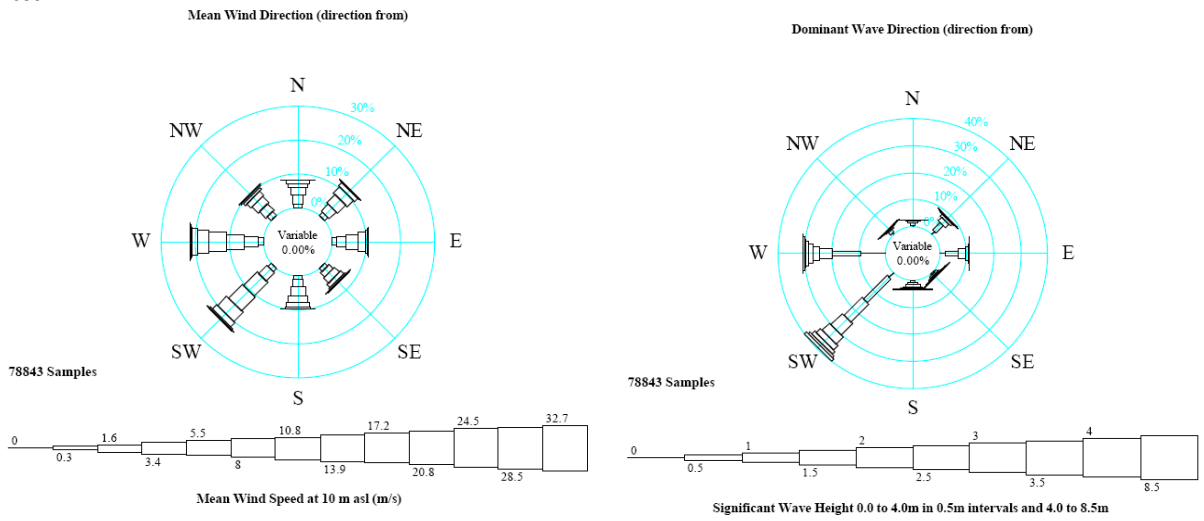 Mean Wind Direction (direction from)
N
30%
NW
NE
20%
10%
0%
Variable
0.00%
W
E
SW
SE
S
78843 Samples
0
1.6
5.5
10.8
17.2
24.5
32.7
0.3
3.4
8
13.9
20.8
28.5
Mean Wind Speed at 10 m asl (m/s)
Dominant Wave Direction (direction from)
N
40%
NW
NE
30%
20%
10%
0%
Variable
0.00%
W
E
SW
SE
S
78843 Samples
0
1
2
3
4
0.5
1.5
2.5
3.5
8.5
Significant Wave Height 0.0 to 4.0m in 0.5m intervals and 4.0 to 8.5m